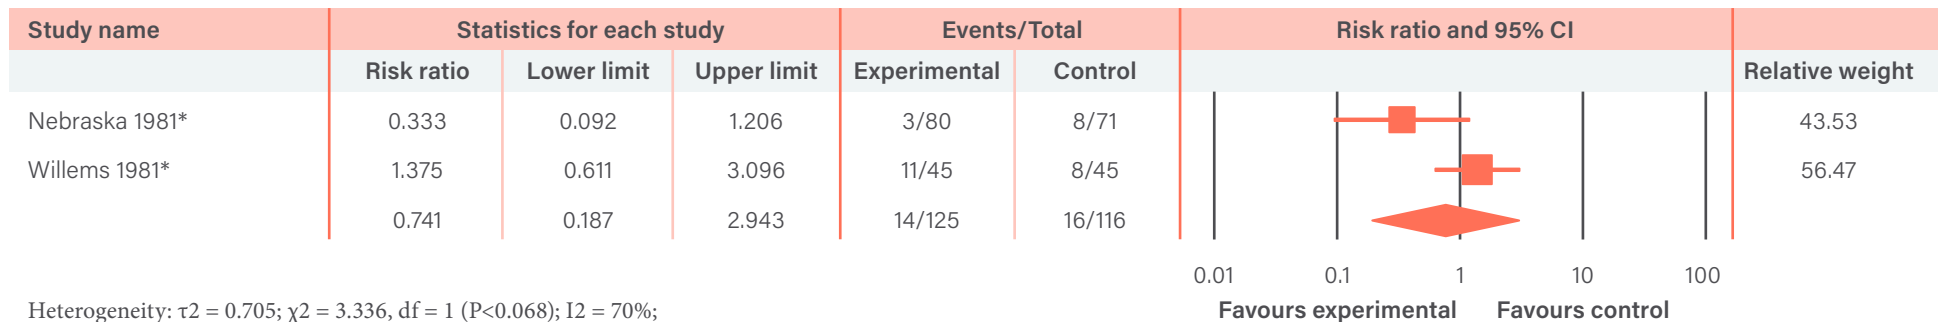 Study name Statistics for each study Events/Total Risk ratio and 95% CI
Risk ratio Lower limit Upper limit Experimental Control Relative weight
Nebraska 1981* 0.333 0.092 1.206 3/80 8/71 43.53
Willems 1981* 1.375 0.611 3.096 11/45 8/45 56.47
0.741 0.187 2.943 14/125 16/116
0.01 0.1 1 10 100
Heterogeneity: τ2 = 0.705; χ2 = 3.336, df = 1 (P<0.068); I2 = 70%; Favours experimental Favours control